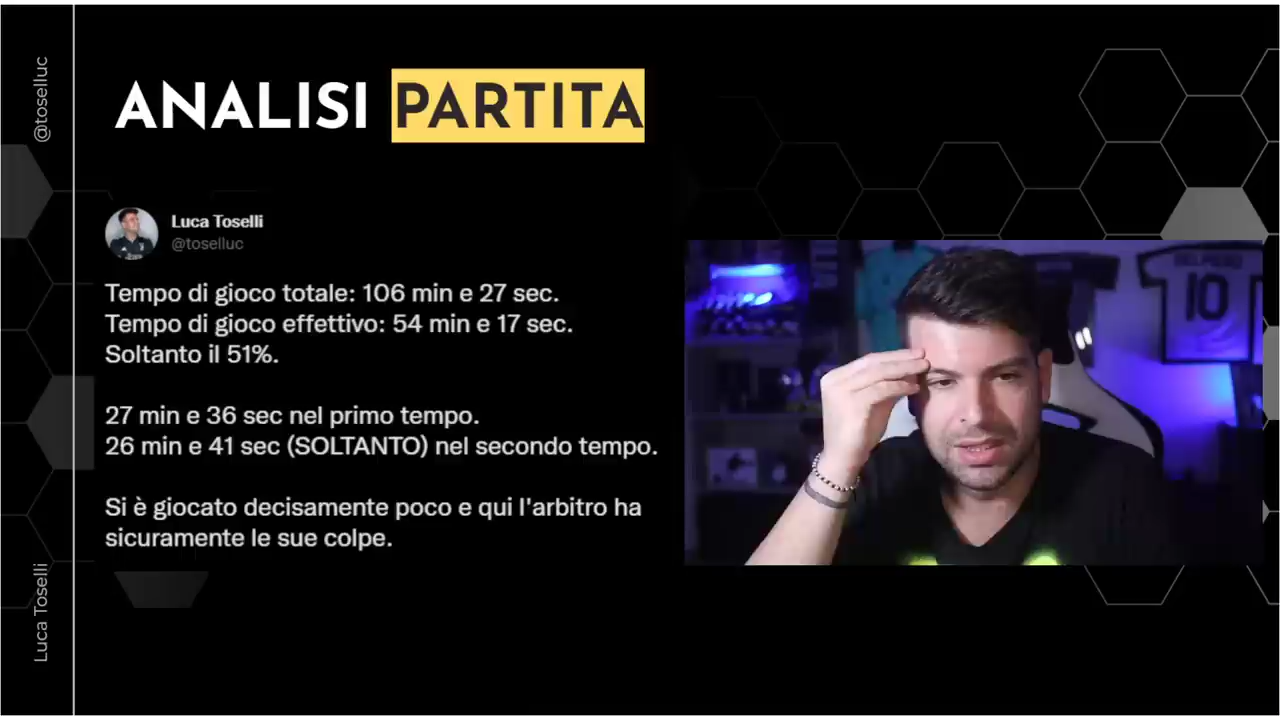 @toselluc
Luca Toselli
ANALISI PARTITA
Luca Toselli
@toselluc
Tempo di gioco totale: 106 min e 27 sec.
Tempo di gioco effettivo: 54 min e 17 sec.
Soltanto il 51%.
27 min e 36 sec nel primo tempo.
26 min e 41 sec (SOLTANTO) nel secondo tempo.
Si è giocato decisamente poco e qui l'arbitro ha
sicuramente le sue colpe.
10